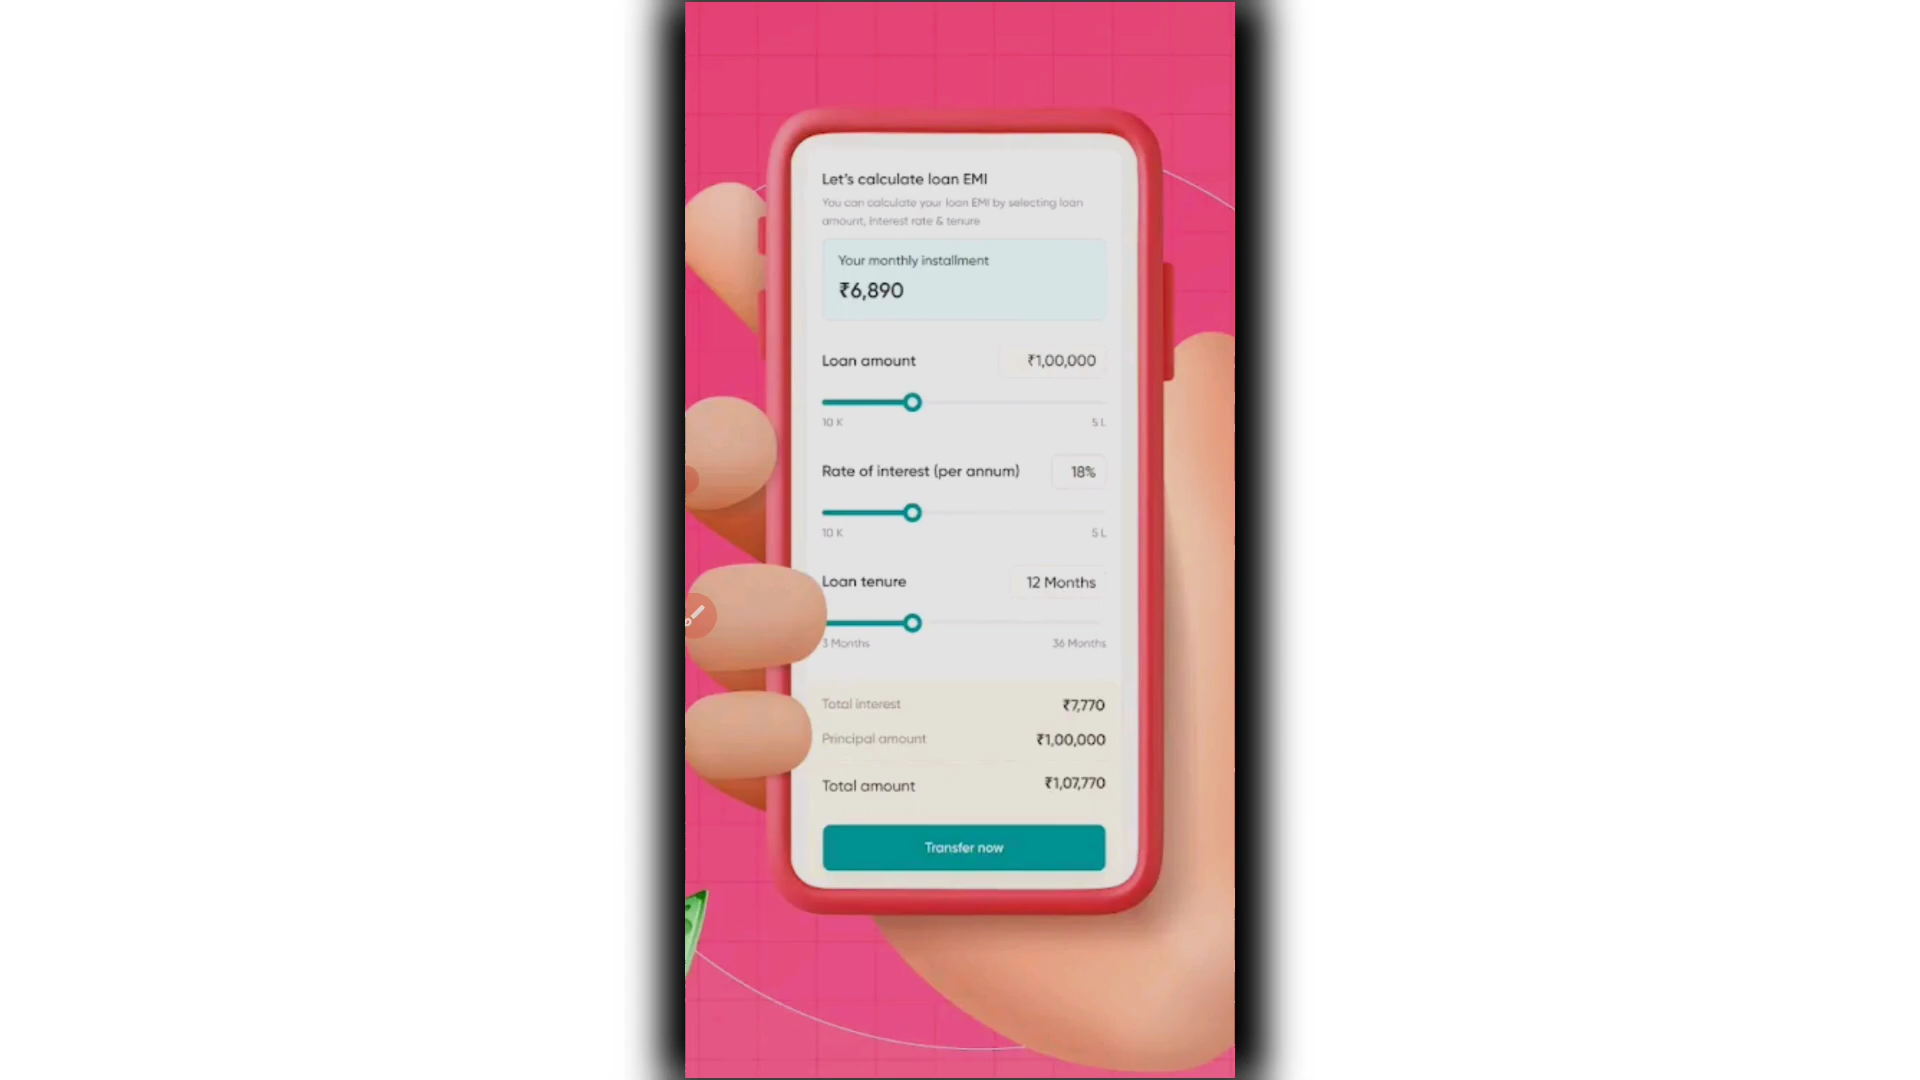 Let's calculate loan EMI
You can calculate your loan EMI by selecting loan
amount, interest rate & tenure
Your monthly installment
₹6,890
Loan amount ₹1,00,000
10 K 5 L
Rate of interest (per annum) 18%
10 K 5 L
Loan tenure 12 Months
3 Months 36 Months
Total interest ₹7,770
Principal amount ₹1,00,000
Total amount ₹1,07,770
Transfer now